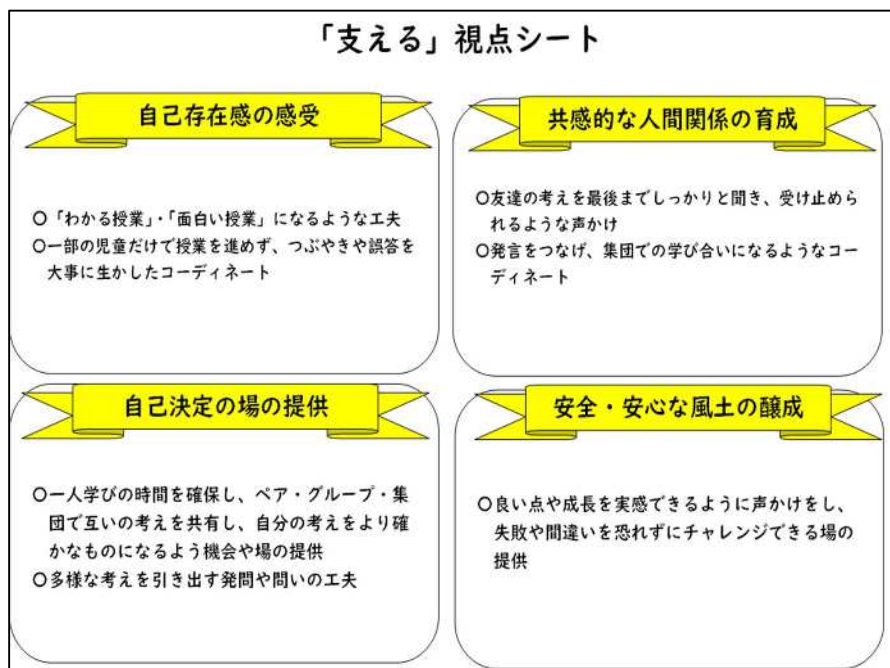 「支える」視点シート
自己存在感の感受
○「わかる授業」・「面白い授業」になるような工夫
○一部の児童だけで授業を進めず、つぶやきや誤答を
大事に生かしたコーディネート
共感的な人間関係の育成
○友達の考えを最後までしっかりと聞き、受け止めら
れるような声かけ
○発言をつなげ、集団での学び合いになるようなコー
ディネート
自己決定の場の提供
○一人学びの時間を確保し、ペア・グループ・集
団で互いの考えを共有し、自分の考えをより確
かなものになるよう機会や場の提供
○多様な考えを引き出す発問や問いの工夫
安全・安心な風土の醸成
○良い点や成長を実感できるように声かけをし、
失敗や間違いを恐れずにチャレンジできる場の
提供